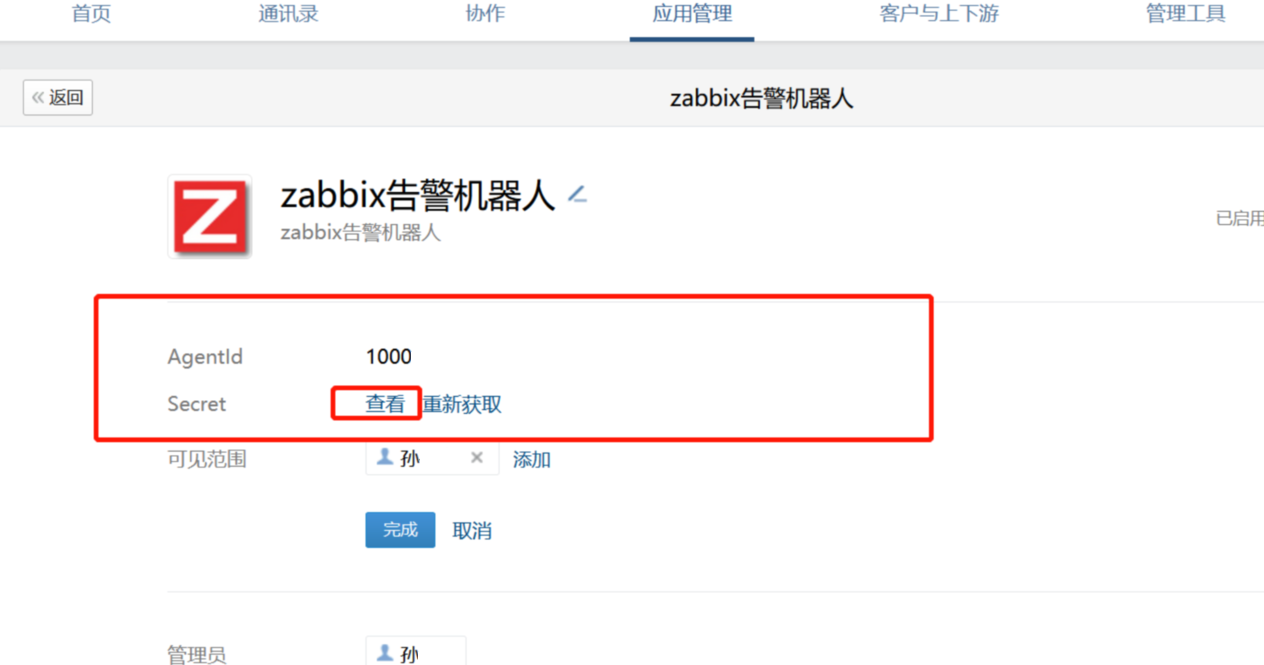 首页 通讯录 协作 应用管理 客户与上下游 管理工具
«返回 zabbix告警机器人
Z zabbix告警机器人
zabbix告警机器人
已启用
AgentId 1000
Secret 查看 重新获取
可见范围 孙 × 添加
完成 取消
管理员 孙